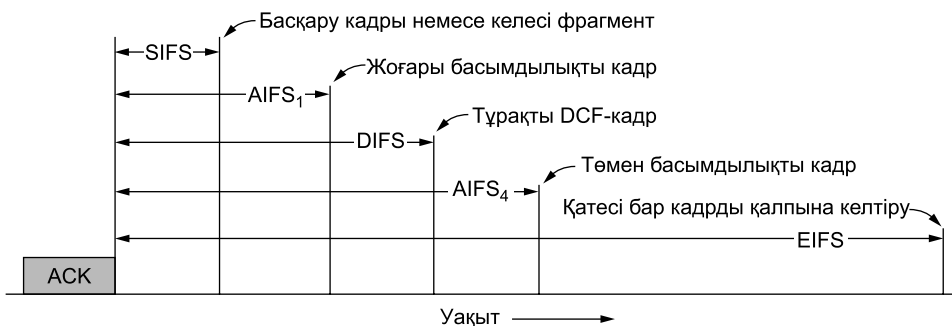 Басқару кадры немесе келесі фрагмент
SIFS
Жоғары басымдылықты кадр
AIFS1
Тұрақты DCF-кадр
DIFS
Төмен басымдылықты кадр
AIFS4
Қатесі бар кадрды қалпына келтіру
EIFS
ACK
Уақыт